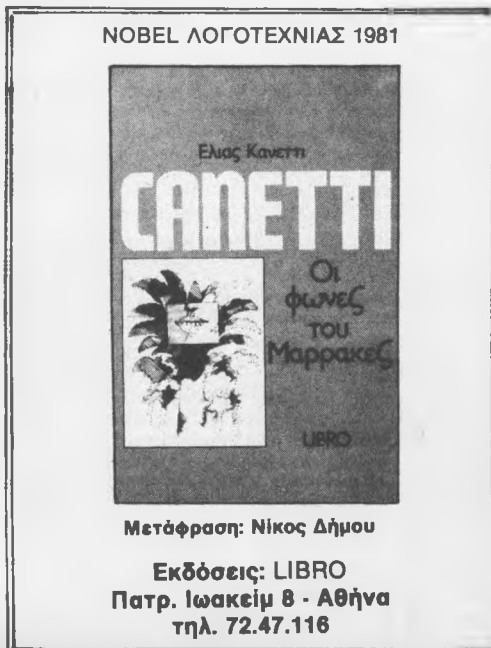 NOBEL ΛΟΓΟΤΕΧΝΙΑΣ 1981
Ελιας Κανεττι
CANETTI
Οι
φωνες
του
Μαρρακες
LIBRO
Μετάφραση: Νίκος Δήμου
Εκδόσεις: LIBRO
Πατρ. Ιωακείμ 8 - Αθήνα
τηλ. 72.47.116